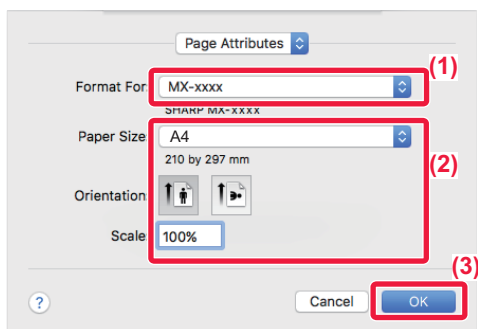 Page Attributes
(1)
Format For: MX-xxxx
SHARP MX-xxxx
Paper Size: A4
210 by 297 mm
(2)
Orientation:
Scale: 100%
(3)
? Cancel OK